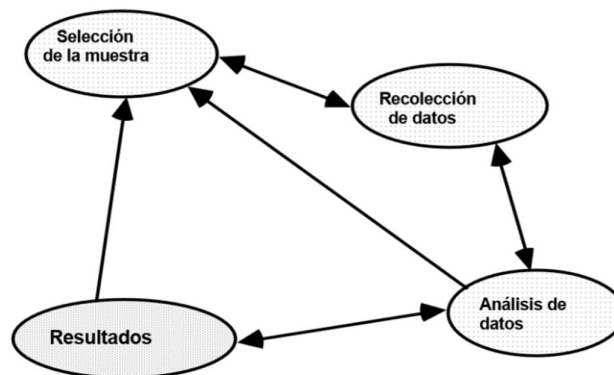 Selección
de la muestra
Recolección
de datos
Análisis de
datos
Resultados